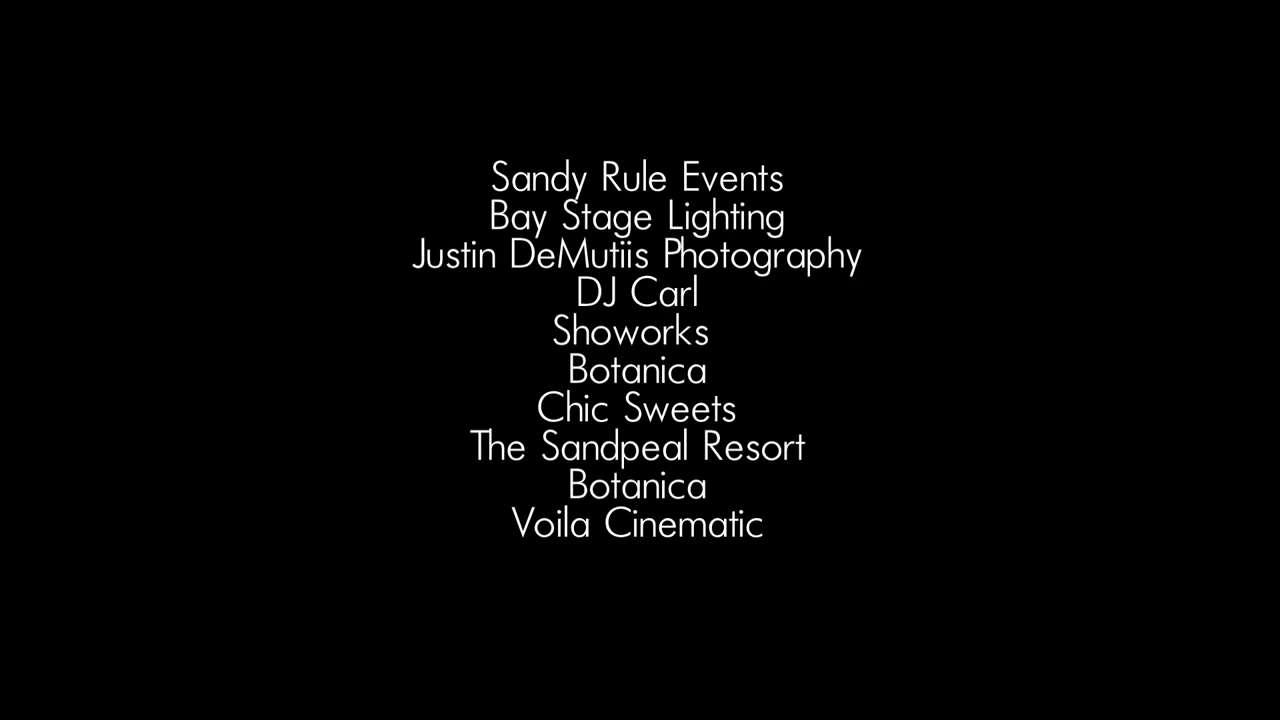 Sandy Rule Events
Bay Stage Lighting
Justin DeMutiis Photography
DJ Carl
Showorks
Botanica
Chic Sweets
The Sandpeal Resort
Botanica
Voila Cinematic